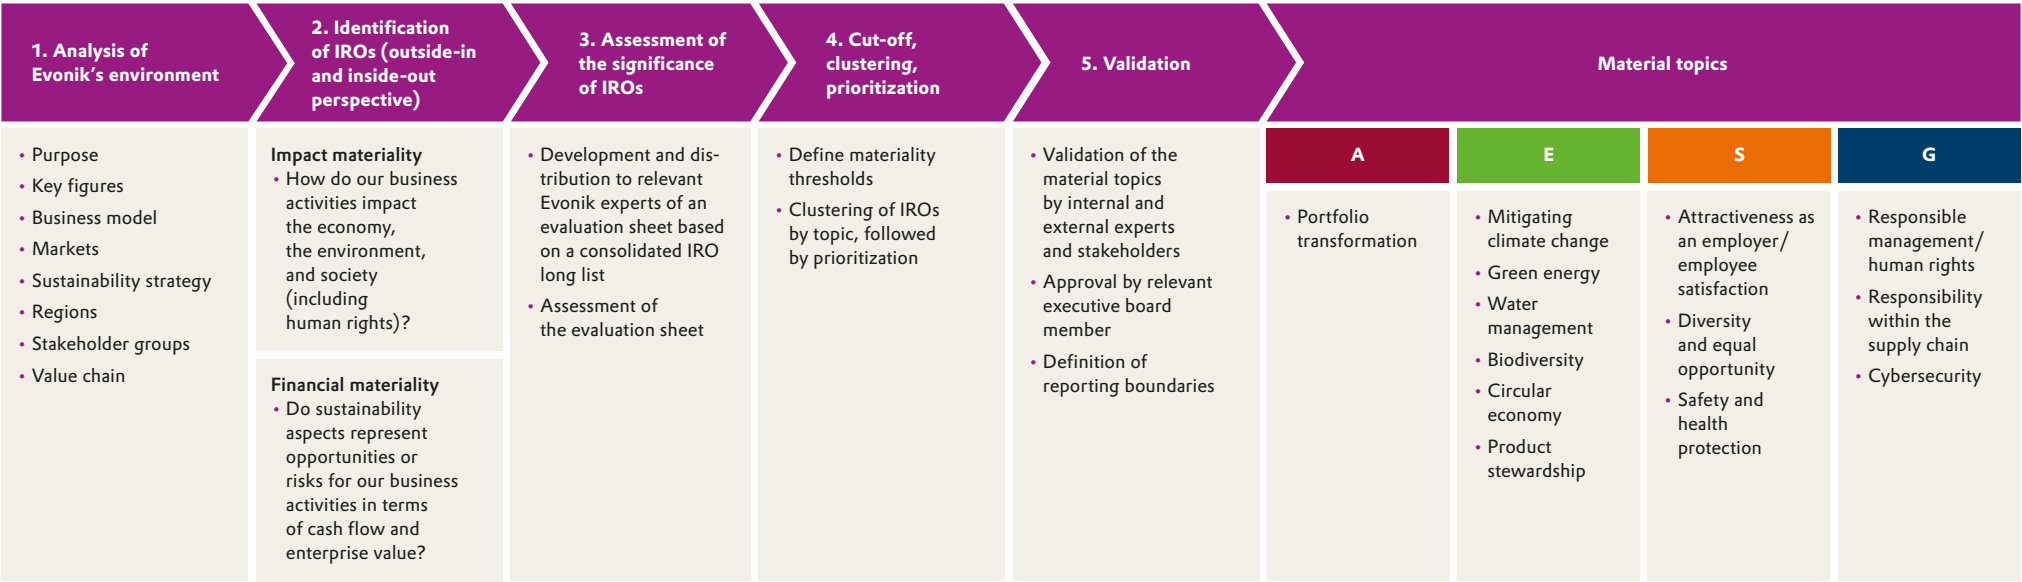 1. Analysis of
Evonik's environment
2. Identification
of IROs (outside-in
and inside-out
perspective)
3. Assessment of
the significance
of IROs
4. Cut-off,
clustering,
prioritization
5. Validation
Material topics
• Purpose
• Key figures
• Business model
• Markets
• Sustainability strategy
• Regions
• Stakeholder groups
• Value chain
Impact materiality
• How do our business
activities impact
the economy,
the environment,
and society
(including
human rights)?
Financial materiality
• Do sustainability
aspects represent
opportunities or
risks for our business
activities in terms
of cash flow and
enterprise value?
• Development and dis-
tribution to relevant
Evonik experts of an
evaluation sheet based
on a consolidated IRO
long list
• Assessment of
the evaluation sheet
• Define materiality
thresholds
• Clustering of IROs
by topic, followed
by prioritization
• Validation of the
material topics
by internal and
external experts
and stakeholders
• Approval by relevant
executive board
member
• Definition of
reporting boundaries
A
• Portfolio
transformation
E
• Mitigating
climate change
• Green energy
• Water
management
• Biodiversity
• Circular
economy
• Product
stewardship
S
• Attractiveness as
an employer/
employee
satisfaction
• Diversity
and equal
opportunity
• Safety and
health
protection
G
• Responsible
management/
human rights
• Responsibility
within the
supply chain
• Cybersecurity